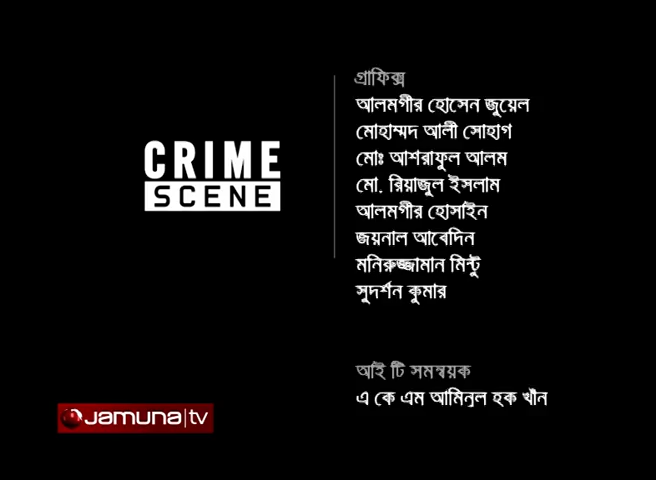 CRIME
SCENE
গ্রাফিক্স
আলমগীর হোসেন জুয়েল
মোহাম্মদ আলী সোহাগ
মোঃ আশরাফুল আলম
মো. রিয়াজুল ইসলাম
আলমগীর হোসাইন
জয়নাল আবেদিন
মনিরুজ্জামান মিন্টু
সুদর্শন কুমার
আই টি সমন্বয়ক
এ কে এম আমিনুল হক খাঁন
Jamuna|tv